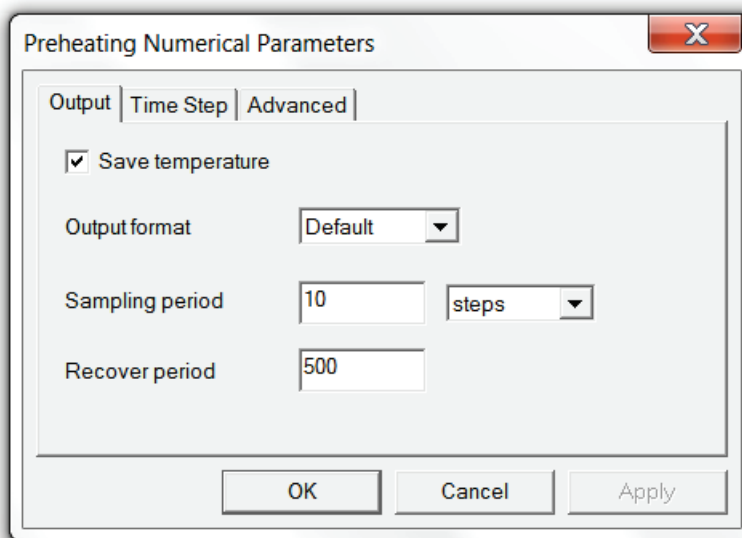 Preheating Numerical Parameters
Output Time Step Advanced
Save temperature
Output format Default
Sampling period 10 steps
Recover period 500
OK Cancel Apply